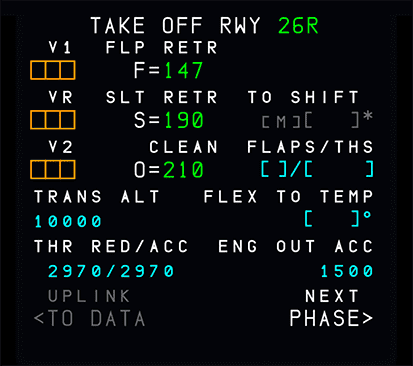 TAKE OFF RWY 26R
V1 FLP RETR
F=147
VR SLT RETR TO SHIFT
S=190 [M][ ]*
V2 CLEAN FLAPS/THS
O=210 [ ]/[ ]
TRANS ALT FLEX TO TEMP
10000 [ ]°
THR RED/ACC ENG OUT ACC
2970/2970 1500
UPLINK NEXT
<TO DATA PHASE>